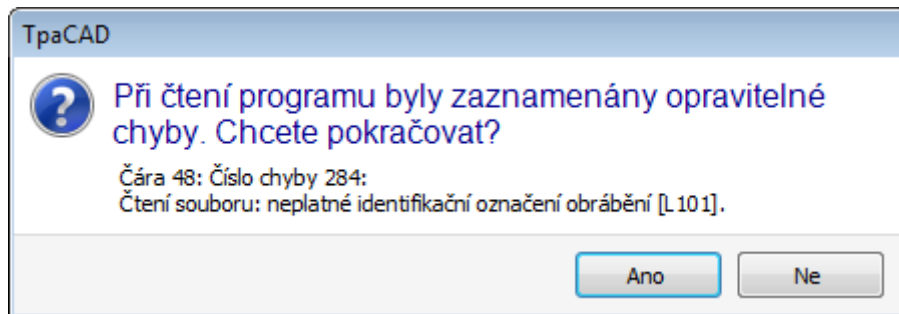 TpaCAD
Při čtení programu byly zaznamenány opravitelné
chyby. Chcete pokračovat?
Čára 48: Číslo chyby 284:
Čtení souboru: neplatné identifikační označení obrábění [L101].
Ano
Ne